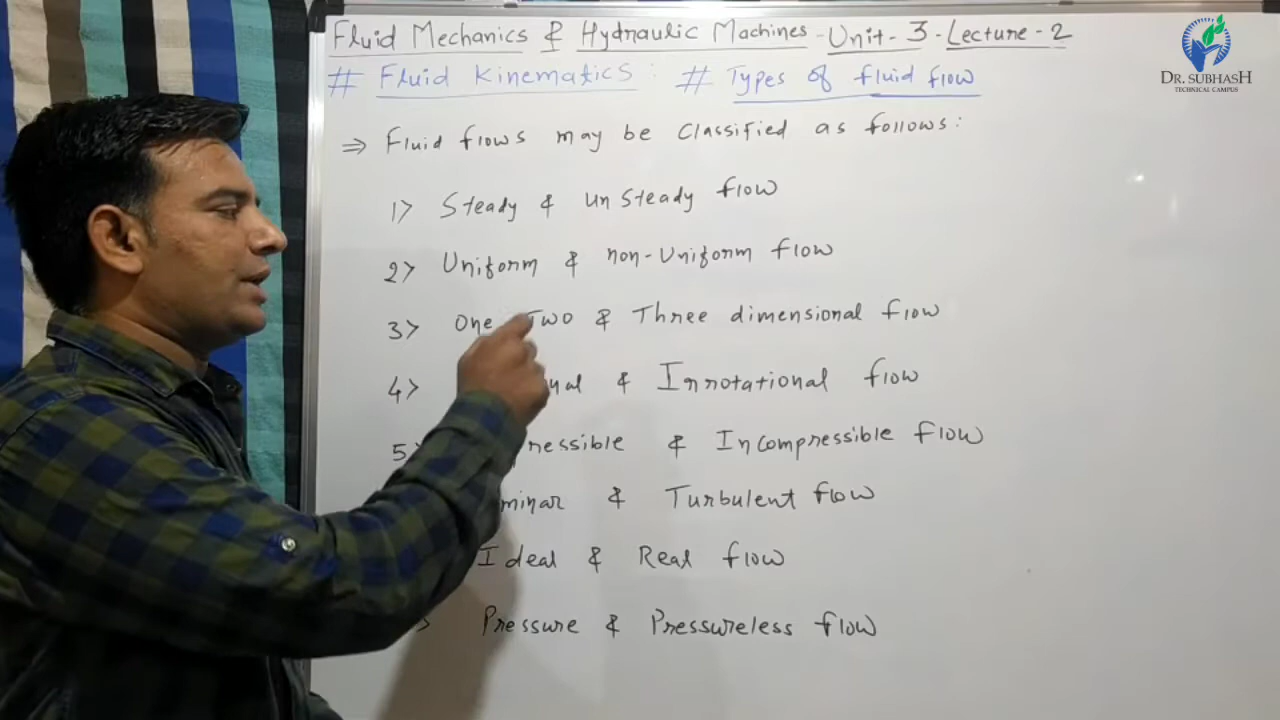 Fluid Mechanics & Hydraulic Machines - Unit - 3 - Lecture - 2
# Fluid Kinematics : # Types of fluid flow
DR. SUBHASH
TECHNICAL CAMPUS
⇒ Fluid flows may be classified as follows:
1> Steady & unsteady flow
2> Uniform & non-Uniform flow
3> One Two & Three dimensional flow
4> & Irrotational flow
5> & Incompressible flow
& Turbulent flow
Ideal & Real flow
Pressure & Pressureless flow